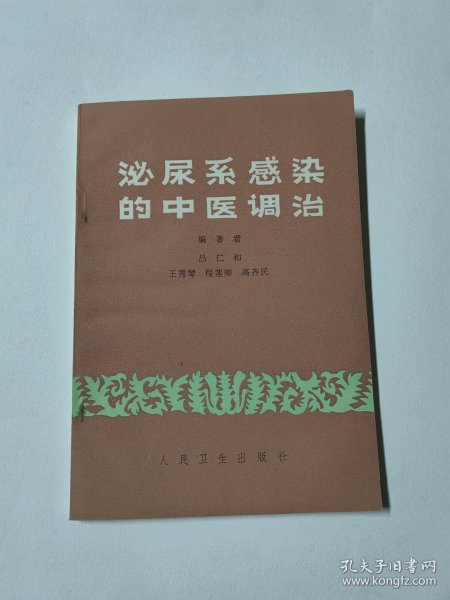 泌尿系感染
的中医调治
编著者
吕仁和
王秀琴 程莲卿 高齐民
人民卫生出版社
孔夫子旧书网
www.kongfz.com